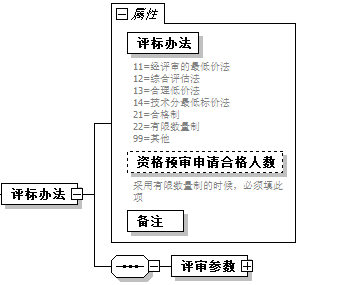 属性
评标办法
11=经评审的最低价法
12=综合评估法
13=合理低价法
14=技术分最低标价法
21=合格制
22=有限数量制
99=其他
资格预审申请合格人数
采用有限数量制的时候，必须填此
项
评标办法
备注
评审参数